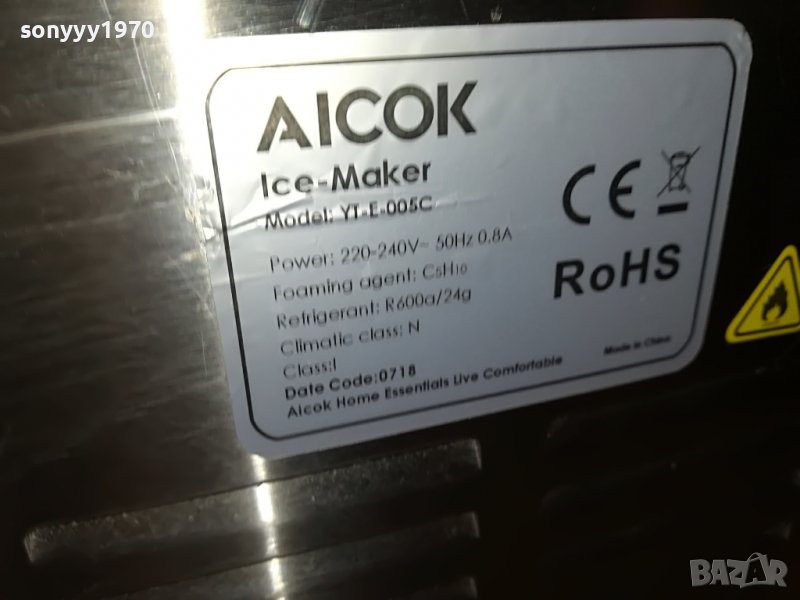 sonyyy1970
AICOK
Ice-Maker
Model: YT-E-005C
Power: 220-240V~ 50Hz 0.8A
Foaming agent: C5H10
Refrigerant: R600a/24g
Climatic class: N
Class:I
Date Code:0718
Aicok Home Essentials Live Comfortable
CE
RoHS
Made in China
BAZAR